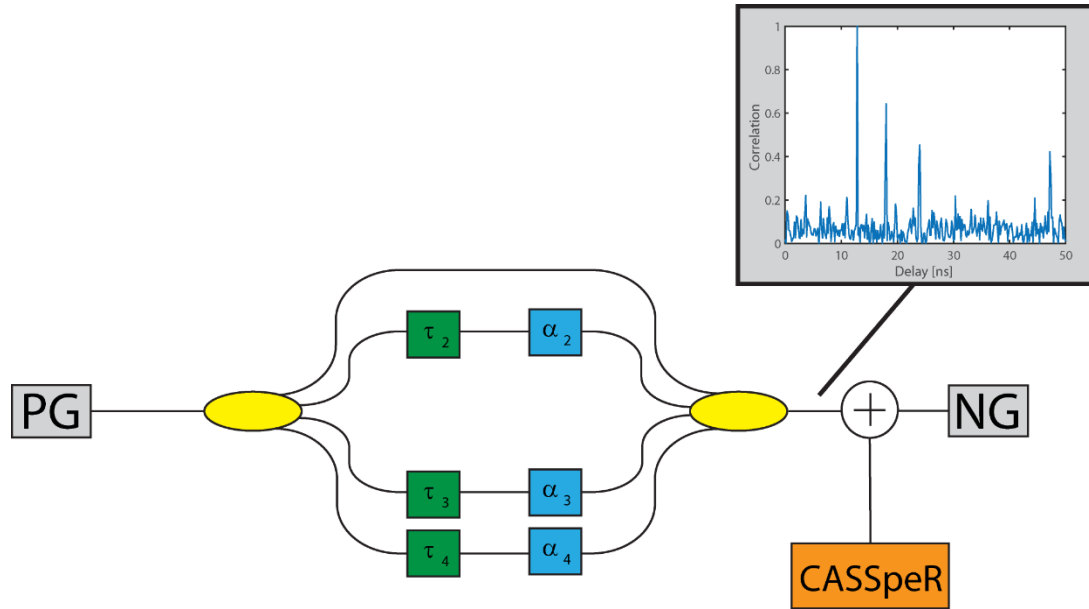 1
0.8
0.6
0.4
0.2
0
Correlation
0 10 20 30 40 50
Delay [ns]
τ 2
α 2
PG
NG
τ 3
α 3
τ 4
α 4
+
CASSpeR